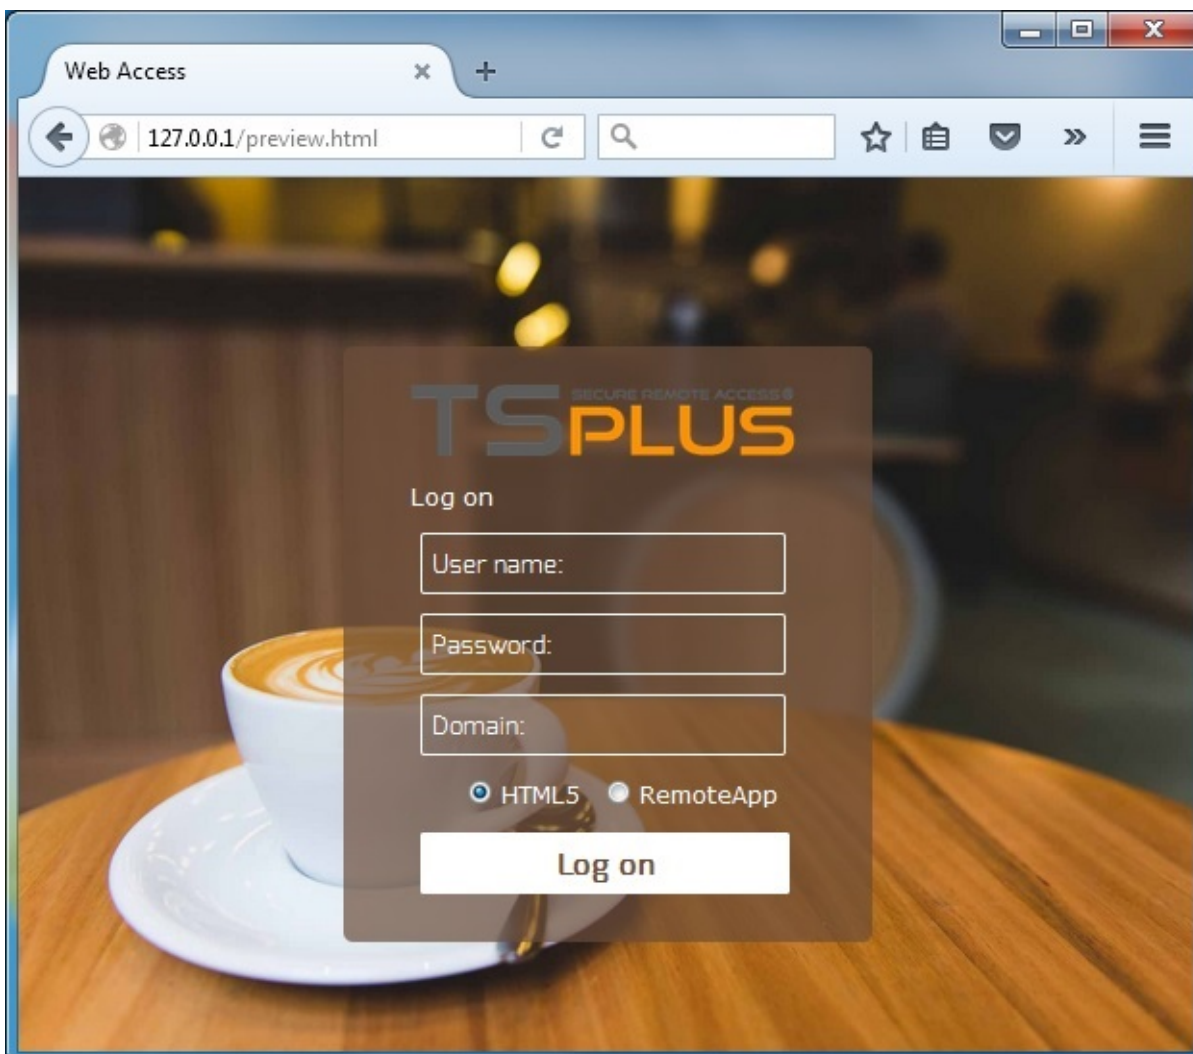 Web Access
127.0.0.1/preview.html
SECURE REMOTE ACCESS®
TSPLUS
Log on
User name:
Password:
Domain:
HTML5 RemoteApp
Log on